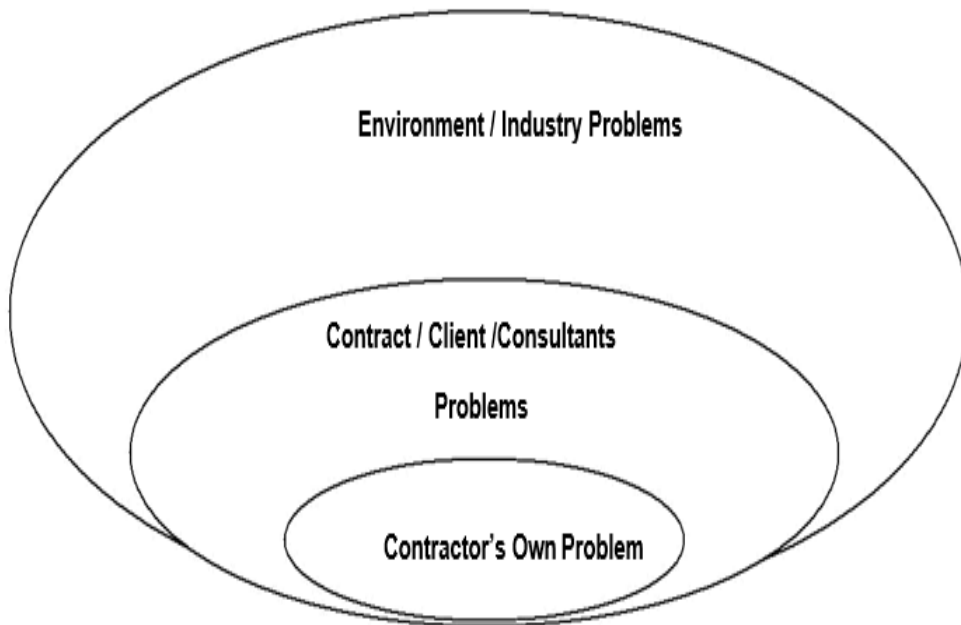 Environment / Industry Problems
Contract / Client /Consultants
Problems
Contractor’s Own Problem